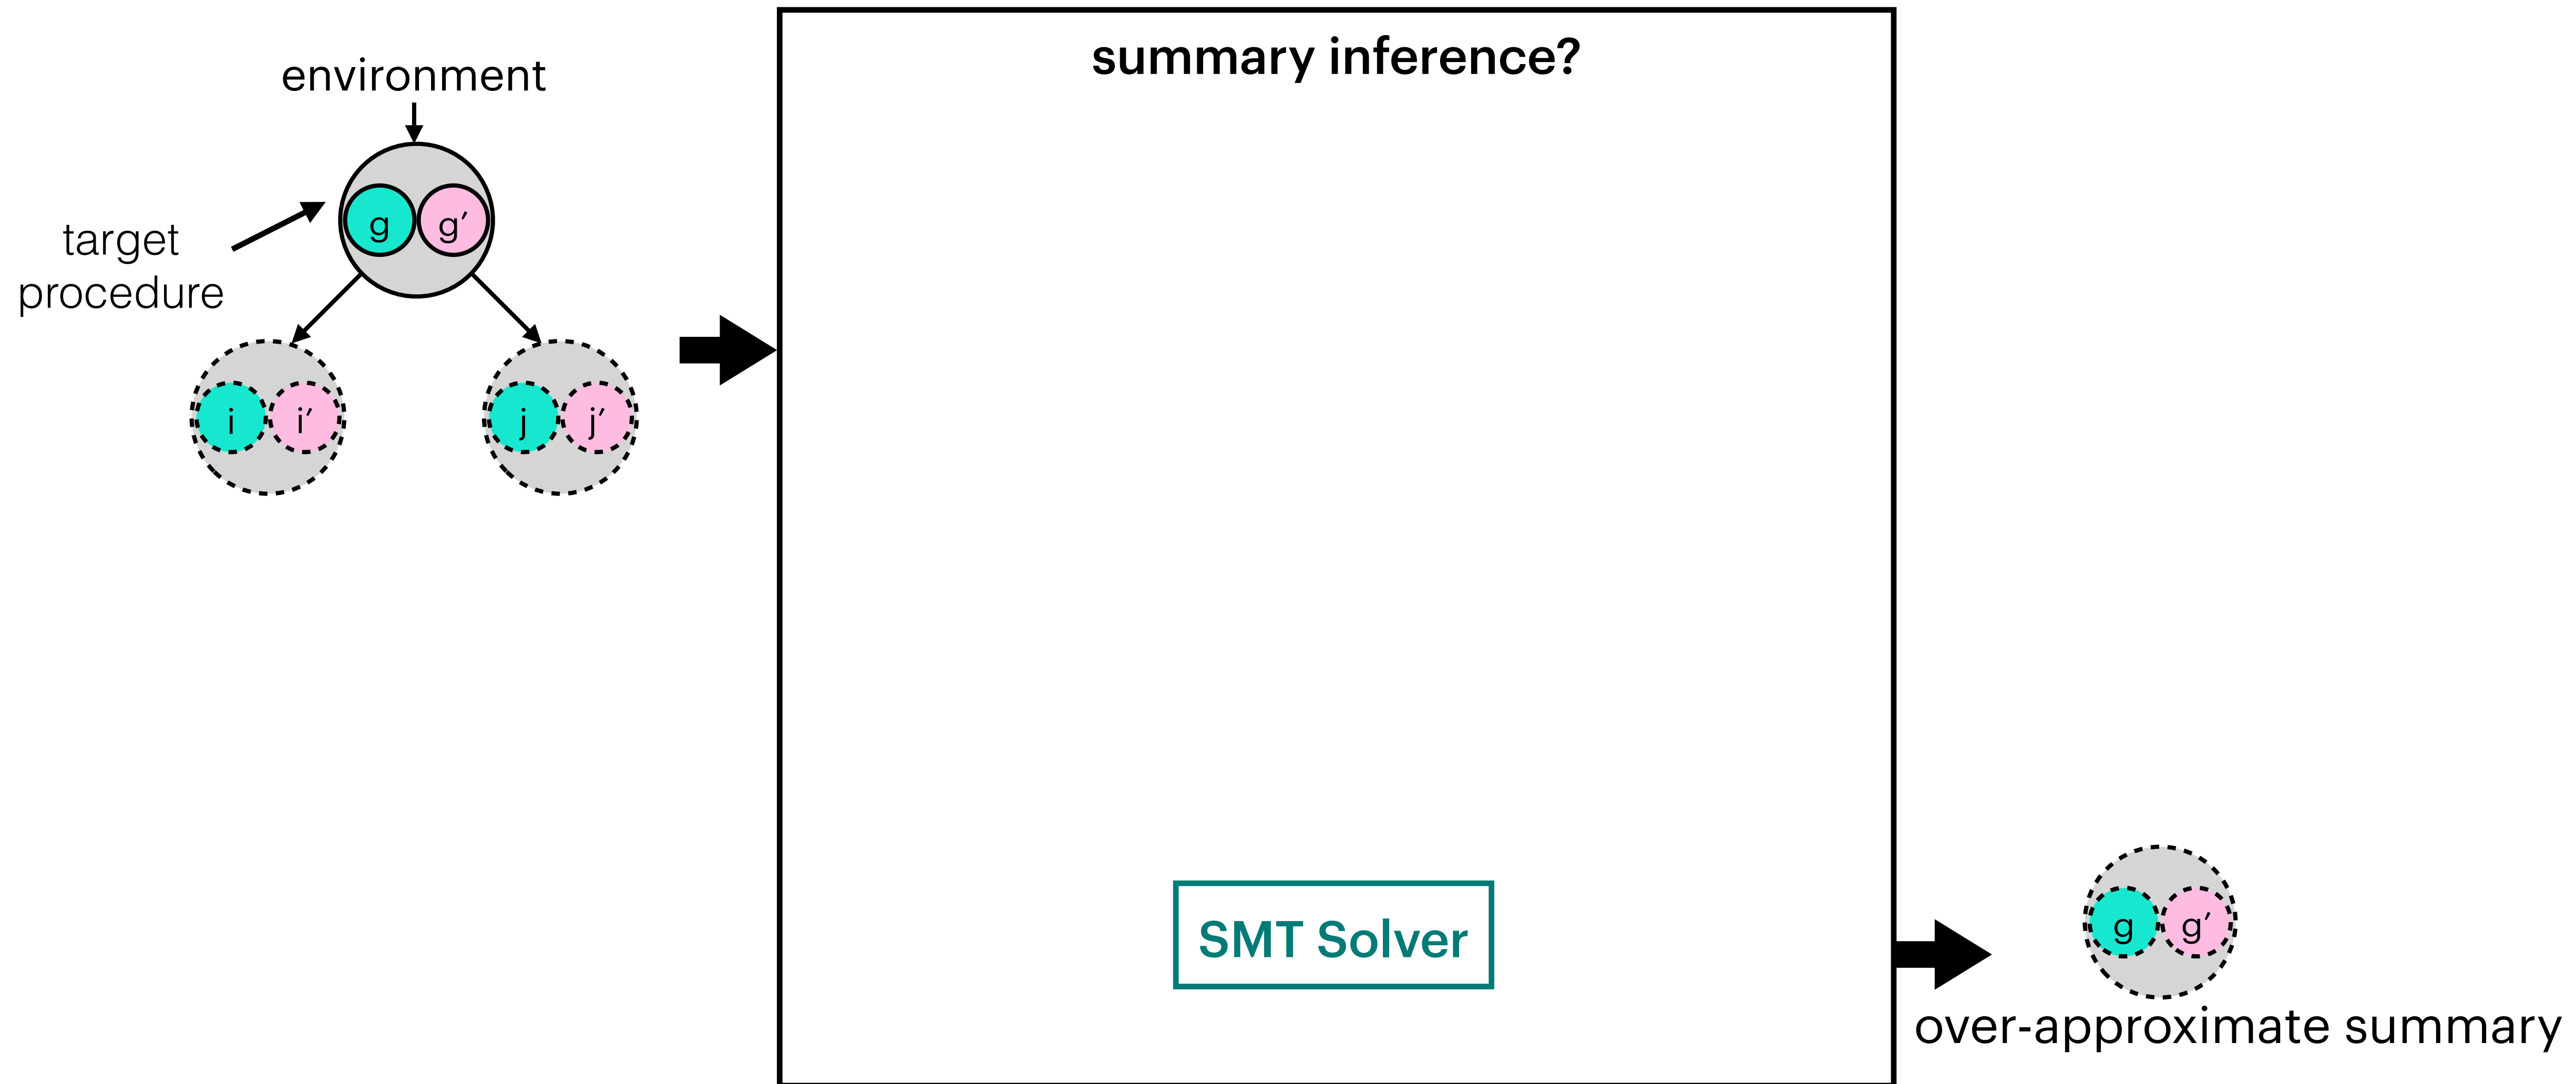 summary inference?
environment
g g′
target
procedure
i i′ j j′
SMT Solver
g g′
over-approximate summary